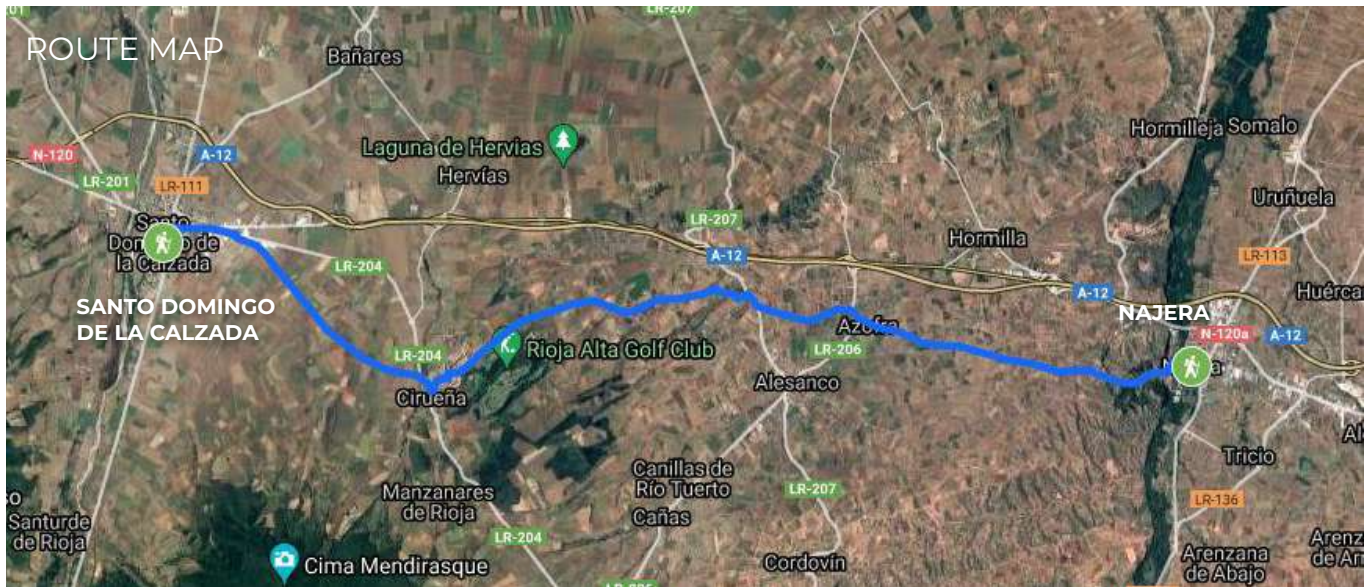 LR-207
ROUTE MAP
Bañares
Hormilleja
Somalo
Laguna de Hervias
Hervías
N-120
A-12
LR-201
LR-111
Uruñuela
LR-207
Santo
Domingo de
la Calzada
Hormilla
LR-113
LR-204
A-12
A-12
SANTO DOMINGO
DE LA CALZADA
NAJERA
N-120a
A-12
Azofra
Rioja Alta Golf Club
LR-206
LR-204
Cirueña
Alesanco
Tricio
Canillas de
Río Tuerto
Manzanares
de Rioja
LR-207
LR-136
Cañas
Santurde
de Rioja
LR-204
Cima Mendirasque
Cordovín
Arenzana
de Abajo